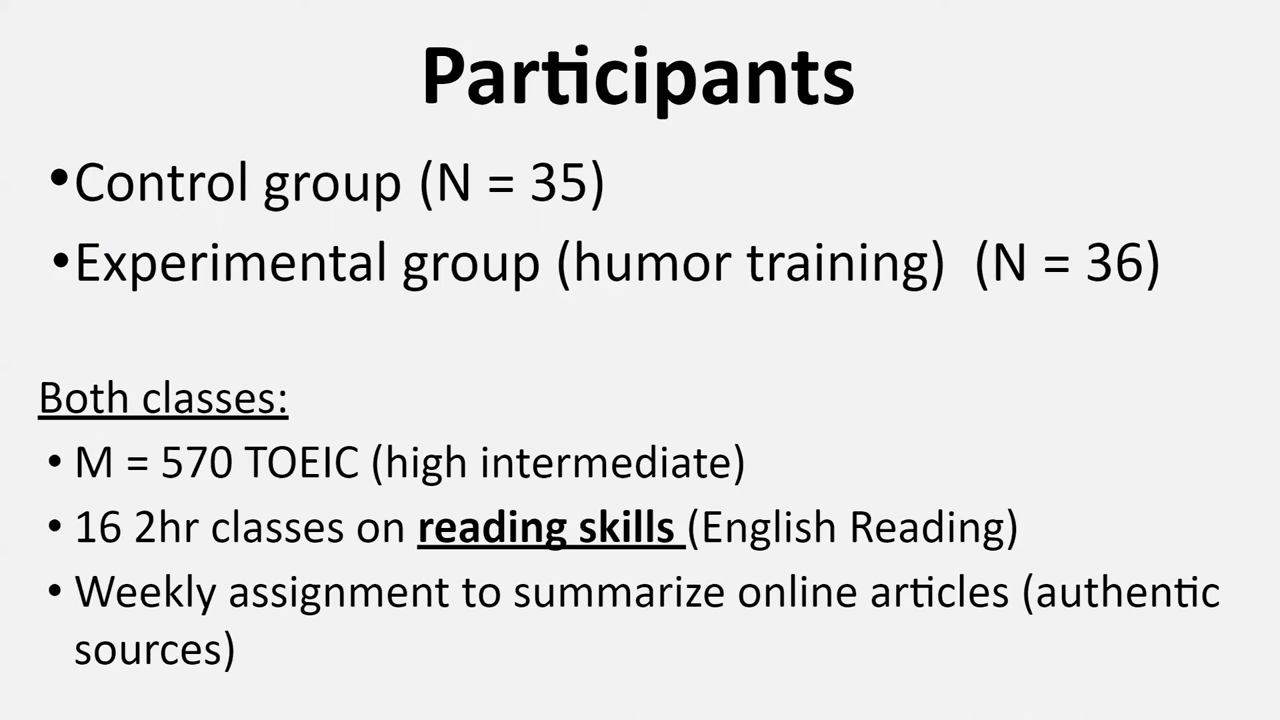 Participants
•Control group (N = 35)
•Experimental group (humor training)  (N = 36)
Both classes:
• M = 570 TOEIC (high intermediate)
• 16 2hr classes on reading skills (English Reading)
• Weekly assignment to summarize online articles (authentic
sources)